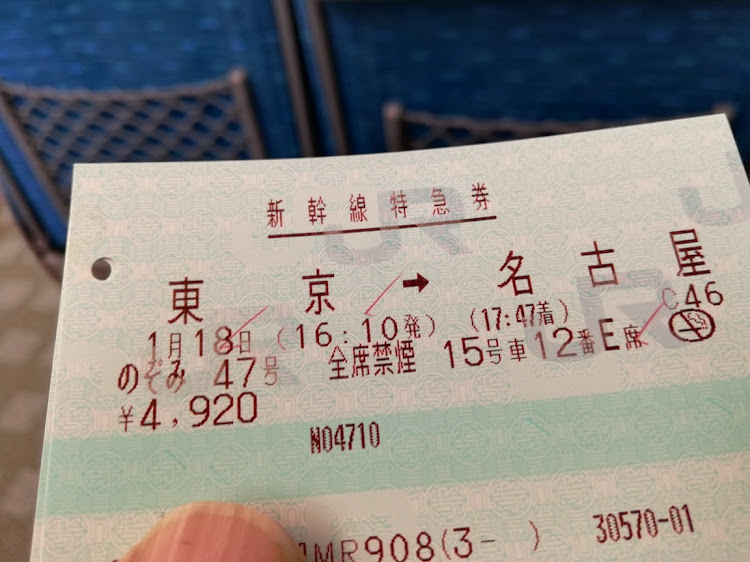 新幹線特急券
東京 ➡ 名古屋
1月18日 (16:10発) (17:47着) C46
のぞみ 47号 全席禁煙 15号車 12番E席
¥4,920
N04710
MR908(3- ) 30570-01